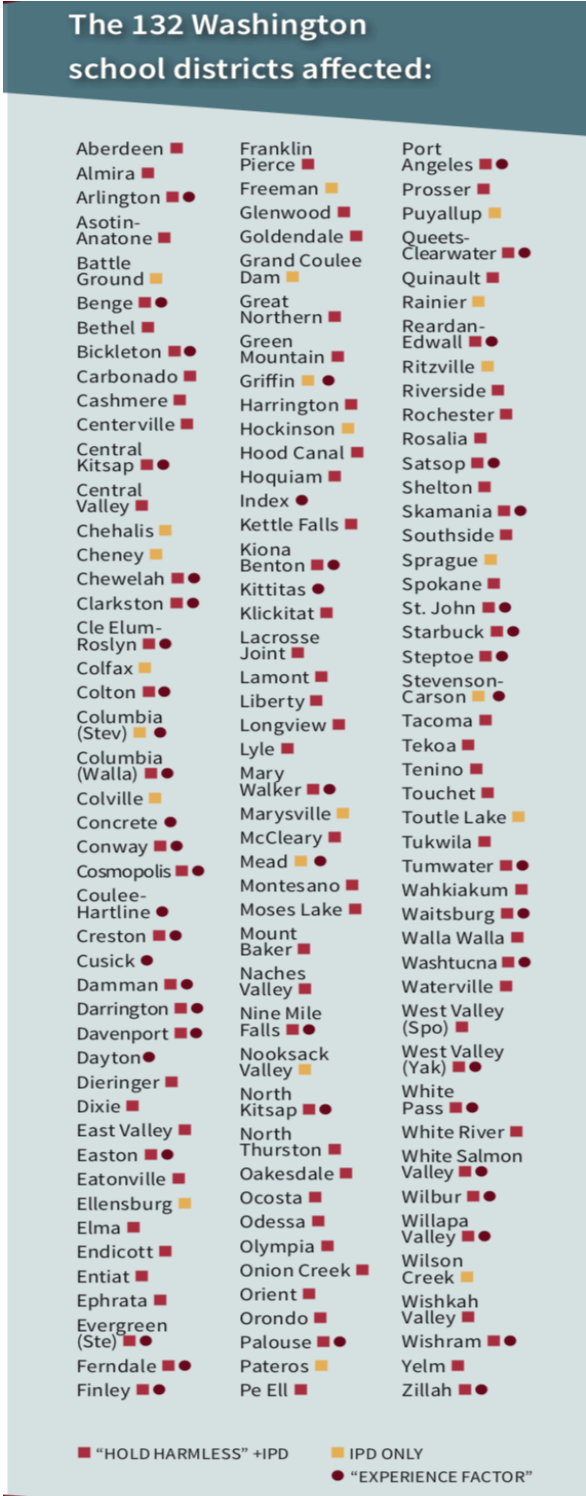 The 132 Washington
school districts affected:
Aberdeen
Almira
Arlington
Asotin-
Anatone
Battle
Ground
Benge
Bethel
Bickleton
Carbonado
Cashmere
Centerville
Central
Kitsap
Central
Valley
Chehalis
Cheney
Chewelah
Clarkston
Cle Elum-
Roslyn
Colfax
Colton
Columbia
(Stev)
Columbia
(Walla)
Colville
Concrete
Conway
Cosmopolis
Coulee-
Hartline
Creston
Cusick
Damman
Darrington
Davenport
Dayton
Dieringer
Dixie
East Valley
Easton
Eatonville
Ellensburg
Elma
Endicott
Entiat
Ephrata
Evergreen
(Ste)
Ferndale
Finley
Franklin
Pierce
Freeman
Glenwood
Goldendale
Grand Coulee
Dam
Great
Northern
Green
Mountain
Griffin
Harrington
Hockinson
Hood Canal
Hoquiam
Index
Kettle Falls
Kiona
Benton
Kittitas
Klickitat
Lacrosse
Joint
Lamont
Liberty
Longview
Lyle
Mary
Walker
Marysville
McCleary
Mead
Montesano
Moses Lake
Mount
Baker
Naches
Valley
Nine Mile
Falls
Nooksack
Valley
North
Kitsap
North
Thurston
Oakesdale
Ocosta
Odessa
Olympia
Onion Creek
Orient
Orondo
Palouse
Pateros
Pe Ell
Port
Angeles
Prosser
Puyallup
Queets-
Clearwater
Quinault
Rainier
Reardan-
Edwall
Ritzville
Riverside
Rochester
Rosalia
Satsop
Shelton
Skamania
Southside
Sprague
Spokane
St. John
Starbuck
Steptoe
Stevenson-
Carson
Tacoma
Tekoa
Tenino
Touchet
Toutle Lake
Tukwila
Tumwater
Wahkiakum
Waitsburg
Walla Walla
Washtucna
Waterville
West Valley
(Spo)
West Valley
(Yak)
White
Pass
White River
White Salmon
Valley
Wilbur
Willapa
Valley
Wilson
Creek
Wishkah
Valley
Wishram
Yelm
Zillah
“HOLD HARMLESS” +IPD
IPD ONLY
“EXPERIENCE FACTOR”